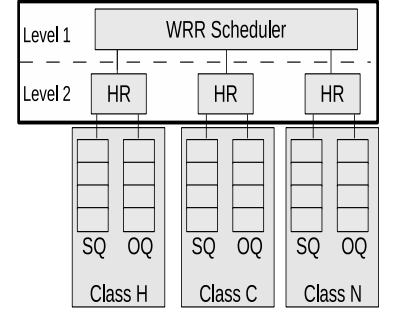 Level 1 WRR Scheduler
Level 2 HR HR HR
SQ OQ SQ OQ SQ OQ
Class H Class C Class N